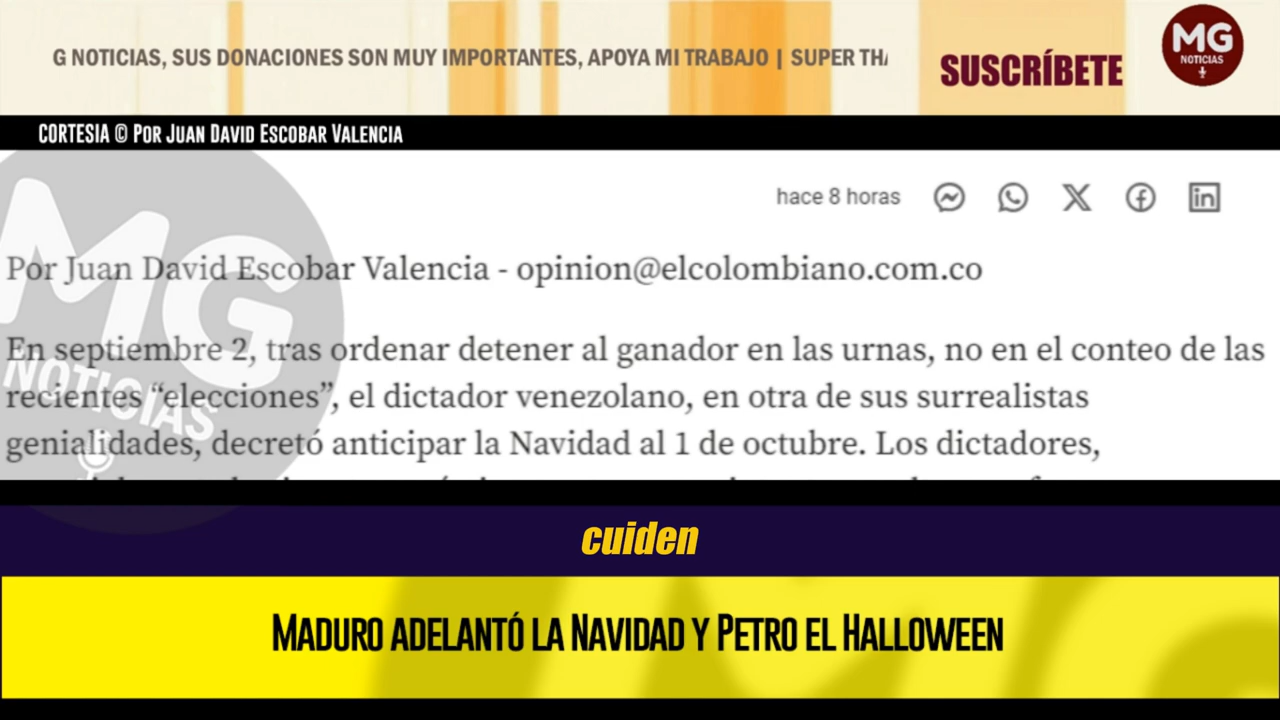 G NOTICIAS, SUS DONACIONES SON MUY IMPORTANTES, APOYA MI TRABAJO | SUPER
SUSCRÍBETE
MG
NOTICIAS
CORTESIA © POR JUAN DAVID ESCOBAR VALENCIA
hace 8 horas
Por Juan David Escobar Valencia - opinion@elcolombiano.com.co
En septiembre 2, tras ordenar detener al ganador en las urnas, no en el conteo de las
recientes “elecciones”, el dictador venezolano, en otra de sus surrealistas
genialidades, decretó anticipar la Navidad al 1 de octubre. Los dictadores,
MG
NOTICIAS
cuiden
MADURO ADELANTÓ LA NAVIDAD Y PETRO EL HALLOWEEN